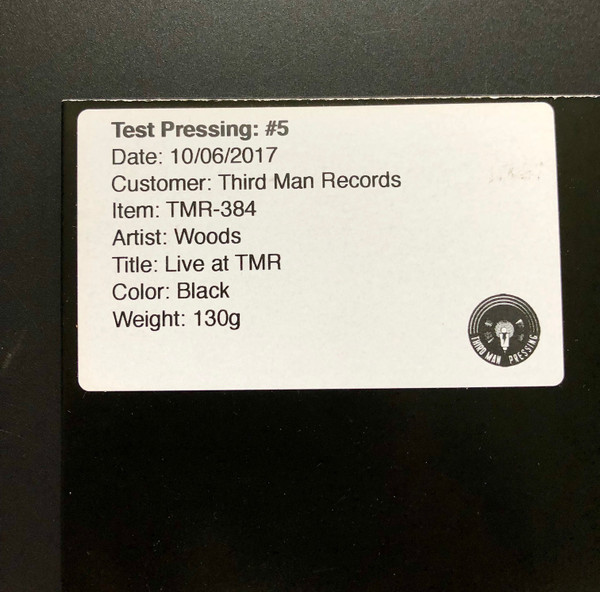 Test Pressing: #5
Date: 10/06/2017
Customer: Third Man Records
Item: TMR-384
Artist: Woods
Title: Live at TMR
Color: Black
Weight: 130g
THIRD MAN PRESSING